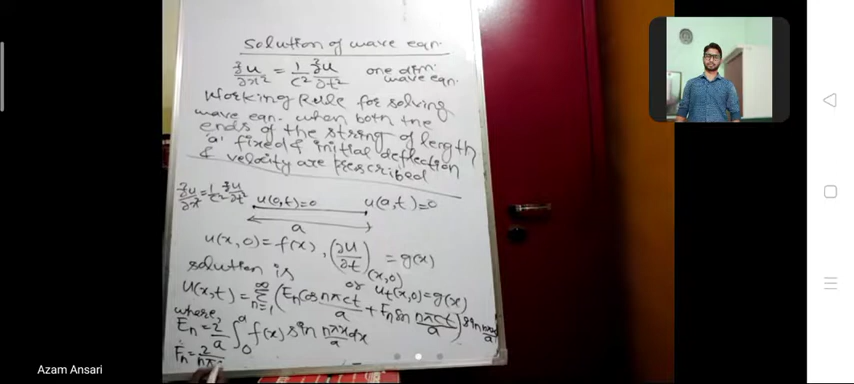 Solution of wave eqn.
∂²u/∂x² = 1/c² ∂²u/∂t² one dim. wave eqn.
Working Rule for solving
wave eqn. when both the
ends of the string of length
'a' fixed & initial deflection
& velocity are prescribed
∂²u/∂x² = 1/c² ∂²u/∂t² u(0,t)=0 u(a,t)=0
a
u(x,0)=f(x), (∂u/∂t)(x,0) = g(x)
or ut(x,0)=g(x)
solution is
u(x,t) = ∞Σn=1 (En cos nπct/a + Fn sin nπct/a) sin nπx/a
where,
En = 2/a ∫0^a f(x) sin nπx/a dx
Fn = 2/nπ
Azam Ansari